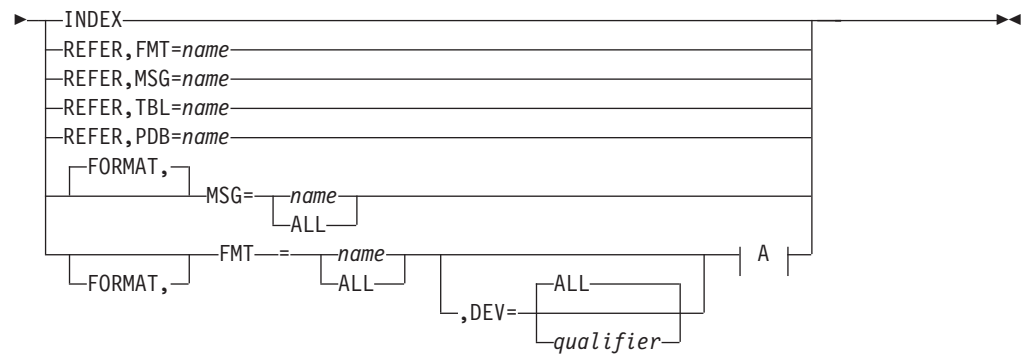 INDEX
REFER,FMT=name
REFER,MSG=name
REFER,TBL=name
REFER,PDB=name
FORMAT,
MSG= name
ALL
FMT = name A
FORMAT, ALL ALL
,DEV=
qualifier